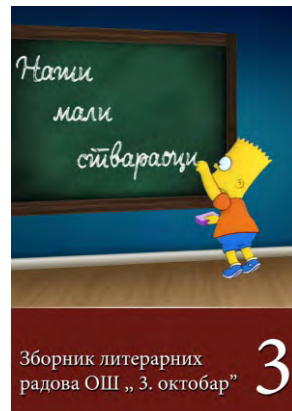 Наши
мали
ствараоци
Зборник литерарних
радова ОШ „ 3. октобар”
3